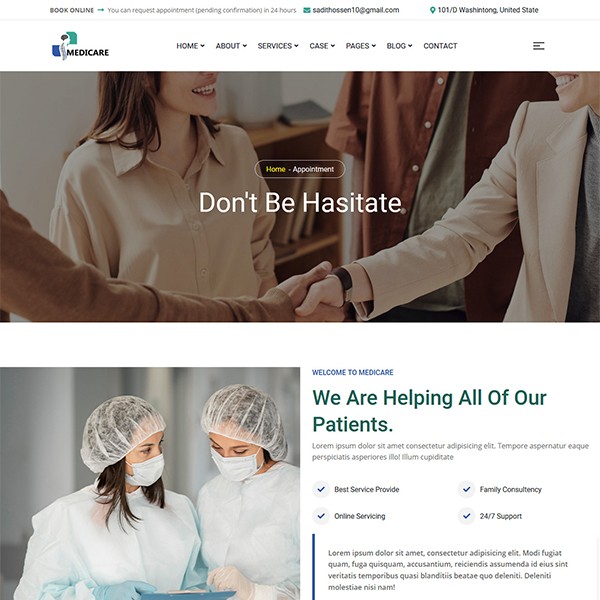 BOOK ONLINE → You can request appointment (pending confirmation) in 24 hours sadithossen10@gmail.com 101/D Washintong, United State
MEDICARE HOME ABOUT SERVICES CASE PAGES BLOG CONTACT
Home - Appointment
Don't Be Hasitate
WELCOME TO MEDICARE
We Are Helping All Of Our
Patients.
Lorem ipsum dolor sit amet consectetur adipisicing elit. Tempore aspernatur eaque
perspiciatis asperiores illo! Illum cupiditate
Best Service Provide Family Consultency
Online Servicing 24/7 Support
Lorem ipsum dolor sit amet, consectetur adipisicing elit. Modi fugiat
quam, fuga quisquam, accusantium, reiciendis assumenda id eius sint
veritatis temporibus quasi blanditiis beatae quo deleniti. Deleniti
molestiae nisi nam!